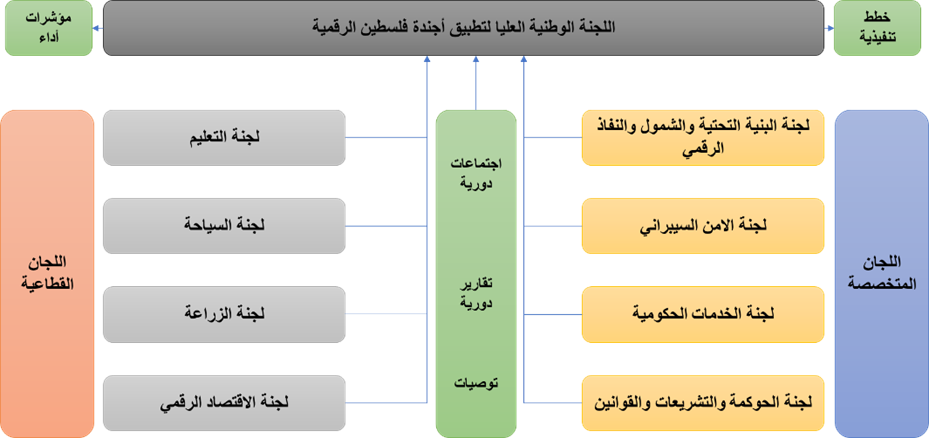 خطط
تنفيذية
اللجنة الوطنية العليا لتطبيق أجندة فلسطين الرقمية
مؤشرات
أداء
اللجان
المتخصصة
لجنة البنية التحتية والشمول والنفاذ
الرقمي
لجنة الامن السيبراني
لجنة الخدمات الحكومية
لجنة الحوكمة والتشريعات والقوانين
اجتماعات
دورية
تقارير
دورية
توصيات
لجنة التعليم
لجنة السياحة
لجنة الزراعة
لجنة الاقتصاد الرقمي
اللجان
القطاعية